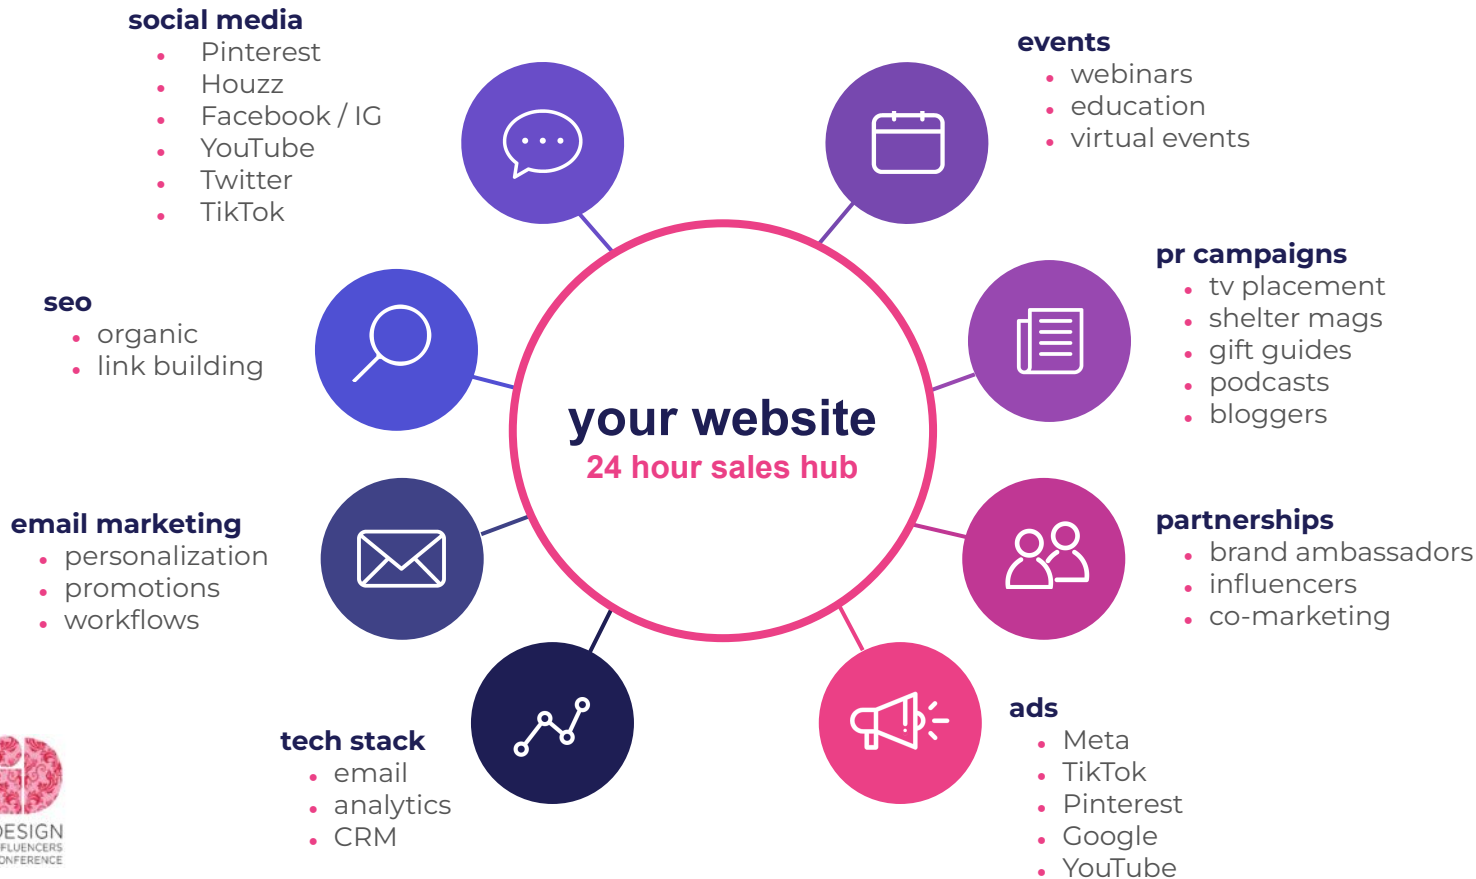 social media
Pinterest
Houzz
Facebook / IG
YouTube
Twitter
TikTok
seo
organic
link building
email marketing
personalization
promotions
workflows
tech stack
email
analytics
CRM
your website
24 hour sales hub
events
webinars
education
virtual events
pr campaigns
tv placement
shelter mags
gift guides
podcasts
bloggers
partnerships
brand ambassadors
influencers
co-marketing
ads
Meta
TikTok
Pinterest
Google
YouTube
DESIGN
FLUENCERS
ONFERENCE